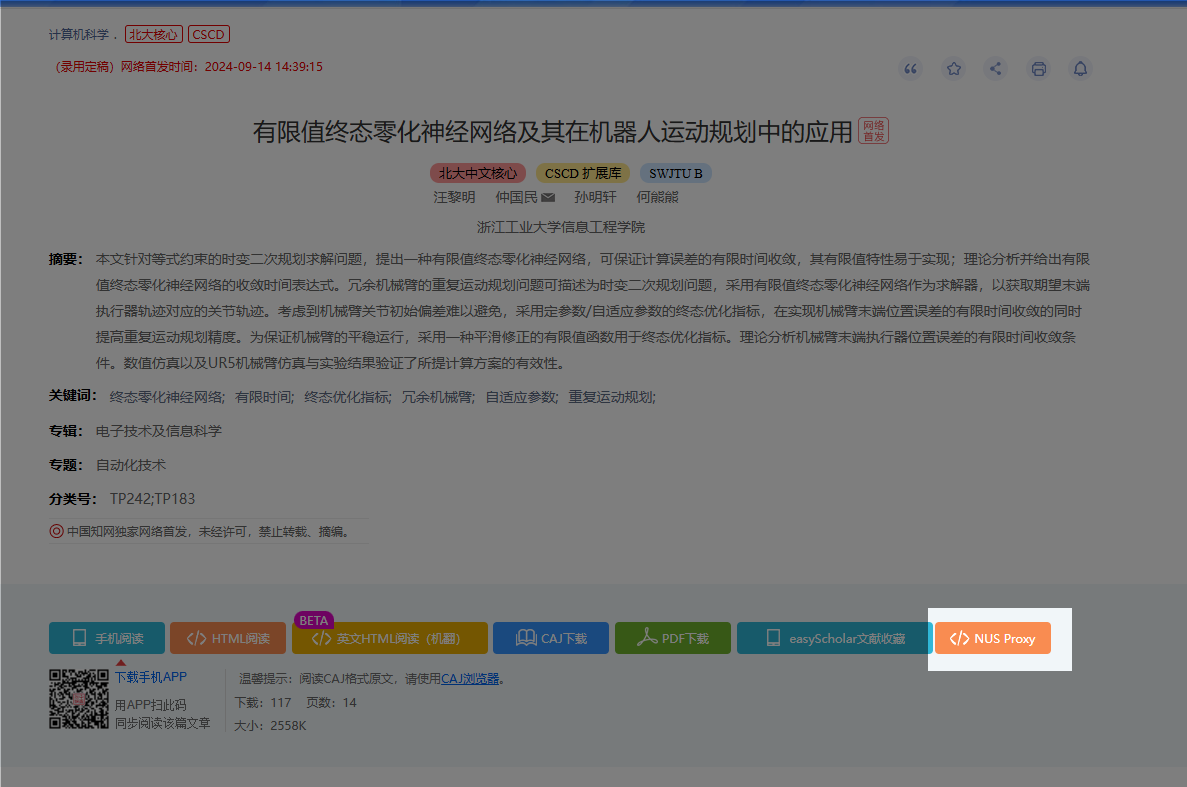 计算机科学 . 北大核心 CSCD
（录用定稿）网络首发时间：2024-09-14 14:39:15
有限值终态零化神经网络及其在机器人运动规划中的应用 网络首发
北大中文核心 CSCD 扩展库 SWJTU B
汪黎明 仲国民 孙明轩 何熊熊
浙江工业大学信息工程学院
摘要： 本文针对等式约束的时变二次规划求解问题，提出一种有限值终态零化神经网络，可保证计算误差的有限时间收敛，其有限值特性易于实现；理论分析并给出有限
值终态零化神经网络的收敛时间表达式。冗余机械臂的重复运动规划问题可描述为时变二次规划问题，采用有限值终态零化神经网络作为求解器，以获取期望末端
执行器轨迹对应的关节轨迹。考虑到机械臂关节初始偏差难以避免，采用定参数/自适应参数的终态优化指标，在实现机械臂末端位置误差的有限时间收敛的同时
提高重复运动规划精度。为保证机械臂的平稳运行，采用一种平滑修正的有限值函数用于终态优化指标。理论分析机械臂末端执行器位置误差的有限时间收敛条
件。数值仿真以及UR5机械臂仿真与实验结果验证了所提计算方案的有效性。
关键词： 终态零化神经网络; 有限时间; 终态优化指标; 冗余机械臂; 自适应参数; 重复运动规划;
专辑： 电子技术及信息科学
专题： 自动化技术
分类号： TP242;TP183
中国知网独家网络首发，未经许可，禁止转载、摘编。
BETA
手机阅读 HTML阅读 英文HTML阅读（机翻） CAJ下载 PDF下载 easyScholar文献收藏 NUS Proxy
下载手机APP
用APP扫此码
同步阅读该篇文章
温馨提示：阅读CAJ格式原文，请使用CAJ浏览器。
下载：117 页数：14
大小：2558K